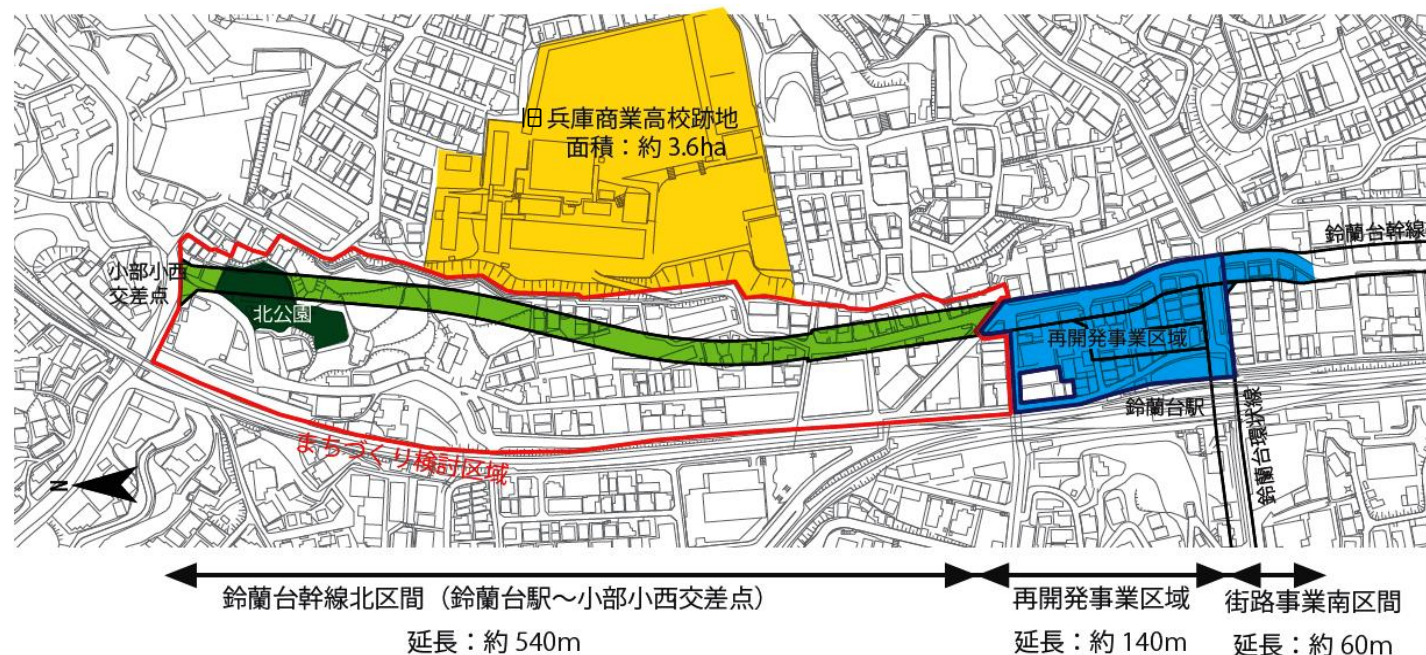 旧兵庫商業高校跡地
面積：約 3.6ha
鈴蘭台幹線
小部小西
交差点
北公園
再開発事業区域
鈴蘭台駅
鈴蘭台環状線
まちづくり検討区域
N
鈴蘭台幹線北区間（鈴蘭台駅～小部小西交差点）
延長：約 540m
再開発事業区域
延長：約 140m
街路事業南区間
延長：約 60m